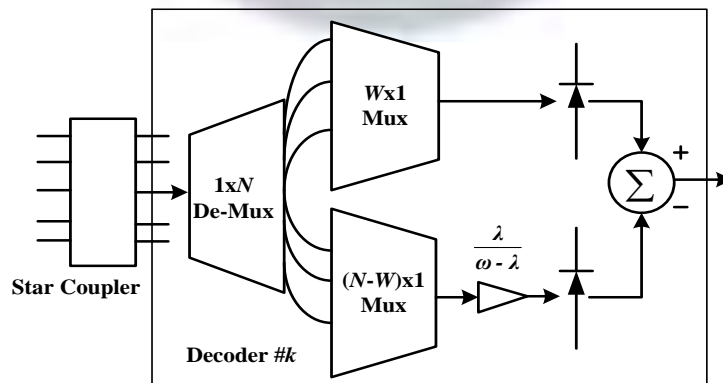 Wx1
Mux
1xN
De-Mux
Σ
+
−
λ
ω - λ
(N-W)x1
Mux
Star Coupler
Decoder #k